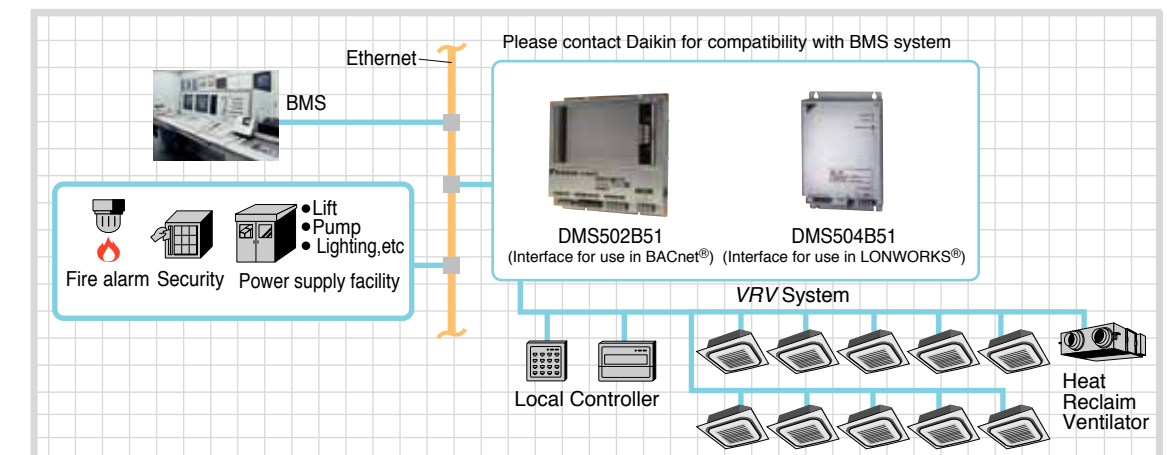 Please contact Daikin for compatibility with BMS system
Ethernet
BMS
●Lift
●Pump
● Lighting,etc
Fire alarm
Security
Power supply facility
DMS502B51
(Interface for use in BACnet®)
DMS504B51
(Interface for use in LONWORKS®)
VRV System
Local Controller
Heat
Reclaim
Ventilator